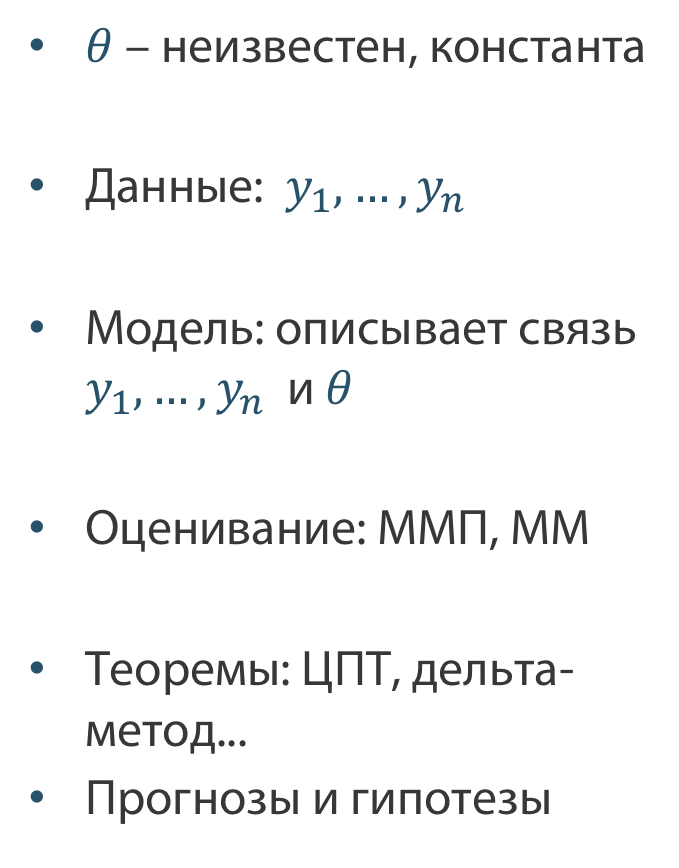 • θ – неизвестен, константа
• Данные: y₁, … , yₙ
• Модель: описывает связь
y₁, … , yₙ и θ
• Оценивание: ММП, ММ
• Теоремы: ЦПТ, дельта-
метод...
• Прогнозы и гипотезы